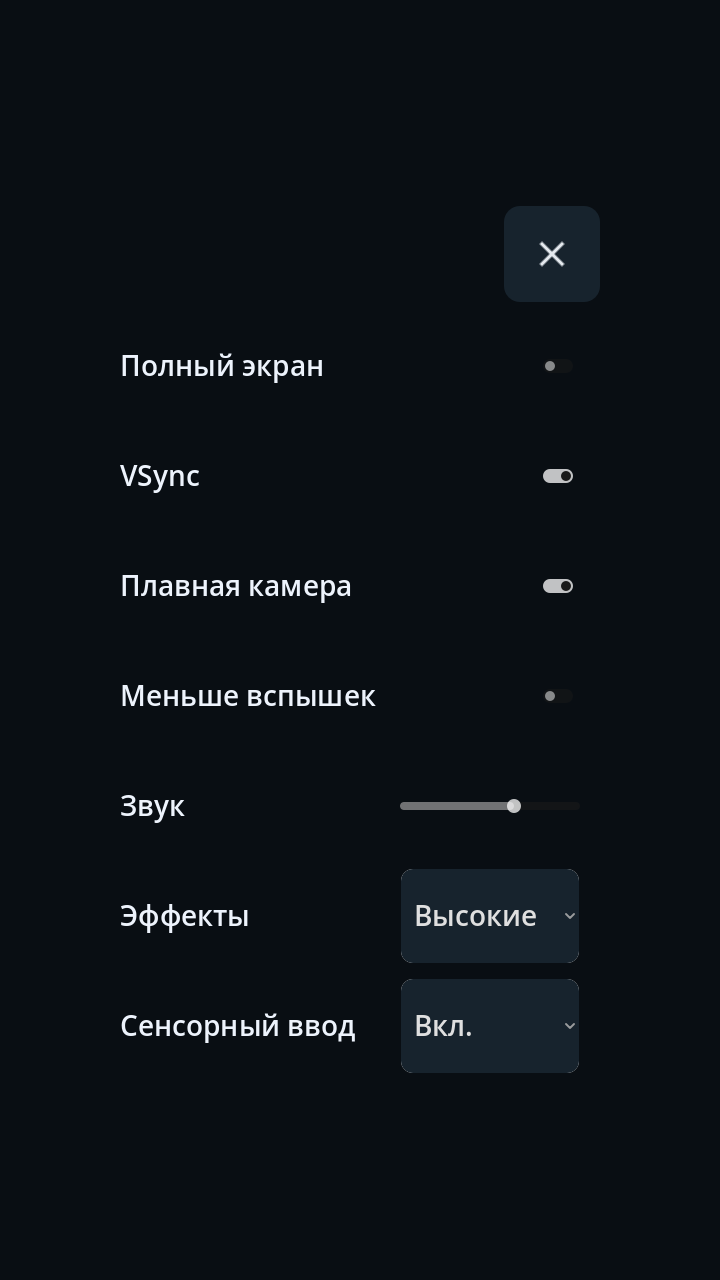 Полный экран
VSync
Плавная камера
Меньше вспышек
Звук
Эффекты
Высокие
Сенсорный ввод
Вкл.